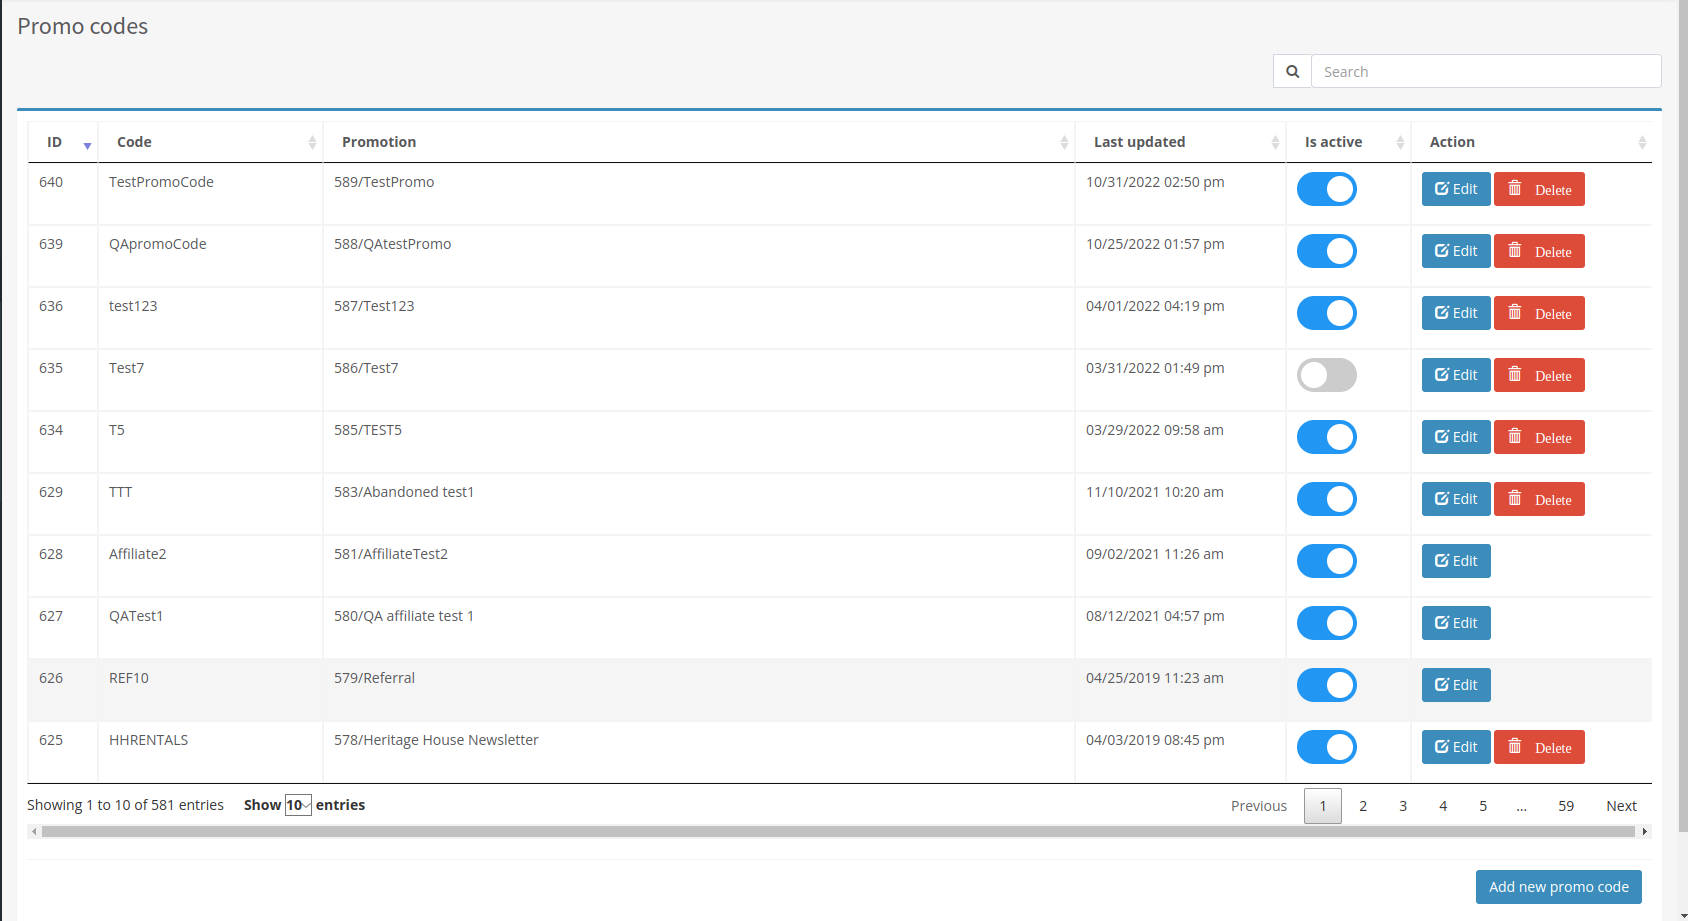 Promo codes
Search
ID Code Promotion Last updated Is active Action
640 TestPromoCode 589/TestPromo 10/31/2022 02:50 pm Edit Delete
639 QApromoCode 588/QAtestPromo 10/25/2022 01:57 pm Edit Delete
636 test123 587/Test123 04/01/2022 04:19 pm Edit Delete
635 Test7 586/Test7 03/31/2022 01:49 pm Edit Delete
634 T5 585/TEST5 03/29/2022 09:58 am Edit Delete
629 TTT 583/Abandoned test1 11/10/2021 10:20 am Edit Delete
628 Affiliate2 581/AffiliateTest2 09/02/2021 11:26 am Edit
627 QATest1 580/QA affiliate test 1 08/12/2021 04:57 pm Edit
626 REF10 579/Referral 04/25/2019 11:23 am Edit
625 HHRENTALS 578/Heritage House Newsletter 04/03/2019 08:45 pm Edit Delete
Showing 1 to 10 of 581 entries Show 10 entries Previous 1 2 3 4 5 ... 59 Next
Add new promo code